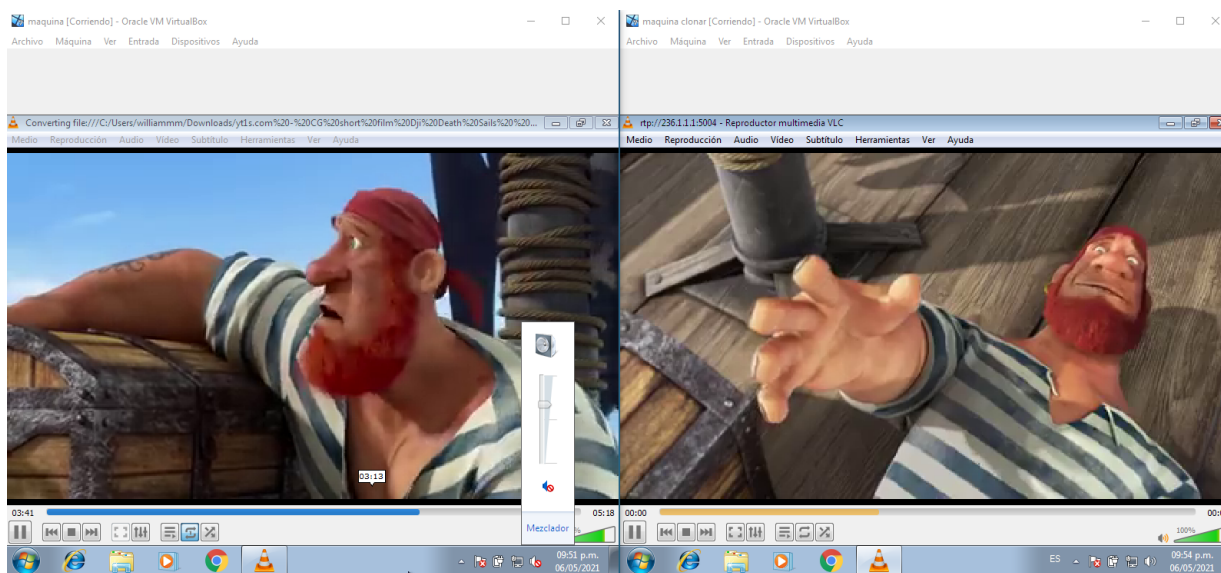 maquina [Corriendo] - Oracle VM VirtualBox
Archivo Máquina Ver Entrada Dispositivos Ayuda
Converting file:///C:/Users/williammm/Downloads/yt1s.com%20-%20CG%20short%20film%20Dji%20Death%20Sails%20%20...
Medio Reproducción Audio Vídeo Subtítulo Herramientas Ver Ayuda
03:13
03:41
05:18
Mezclador
%
09:51 p.m.
06/05/2021
maquina clonar [Corriendo] - Oracle VM VirtualBox
Archivo Máquina Ver Entrada Dispositivos Ayuda
rtp://236.1.1.1:5004 - Reproductor multimedia VLC
Medio Reproducción Audio Vídeo Subtítulo Herramientas Ver Ayuda
00:00
100%
ES
09:54 p.m.
06/05/2021